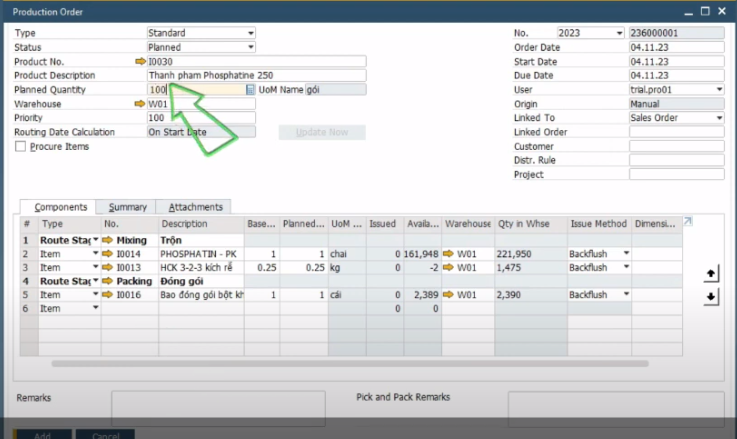 Production Order
Type Standard No. 2023 236000001
Status Planned Order Date 04.11.23
Product No. I0030 Start Date 04.11.23
Product Description Thanh pham Phosphatine 250 Due Date 04.11.23
Planned Quantity 100 UoM Name gói User trial.pro01
Warehouse W01 Origin Manual
Priority 100 Linked To Sales Order
Routing Date Calculation On Start Date Update Now Linked Order
Procure Items Customer
Distr. Rule
Project
Components Summary Attachments
# Type No. Description Base... Planned... UoM ... Issued Availa... Warehouse Qty in Whse Issue Method Dimensi...
1 Route Stag Mixing Trộn
2 Item I0014 PHOSPHATIN - PK 1 1 chai 0 161,948 W01 221,950 Backflush
3 Item I0013 HCK 3-2-3 kích rễ 0.25 0.25 kg 0 -2 W01 1,475 Backflush
4 Route Stag Packing Đóng gói
5 Item I0016 Bao đóng gói bột kh 1 1 cái 0 2,389 W01 2,390 Backflush
6 Item 0 0
Remarks Pick and Pack Remarks
Add Cancel